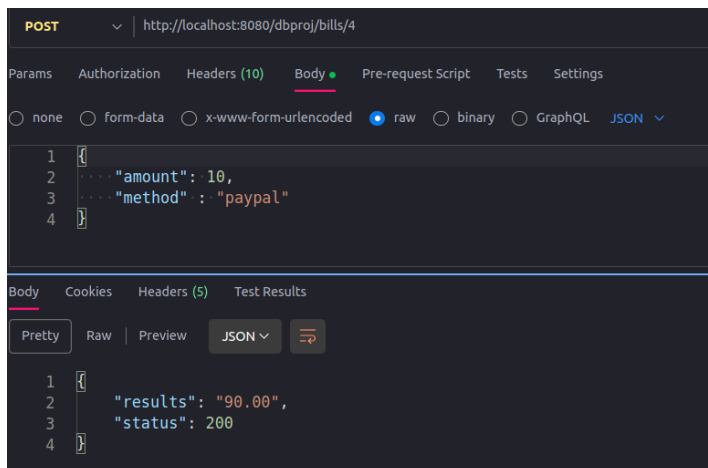 POST http://localhost:8080/dbproj/bills/4
Params Authorization Headers (10) Body Pre-request Script Tests Settings
none form-data x-www-form-urlencoded raw binary GraphQL JSON
1 {
2 ····"amount":·10,
3 ····"method"·:·"paypal"
4 }
Body Cookies Headers (5) Test Results
Pretty Raw Preview JSON
1 {
2 "results": "90.00",
3 "status": 200
4 }